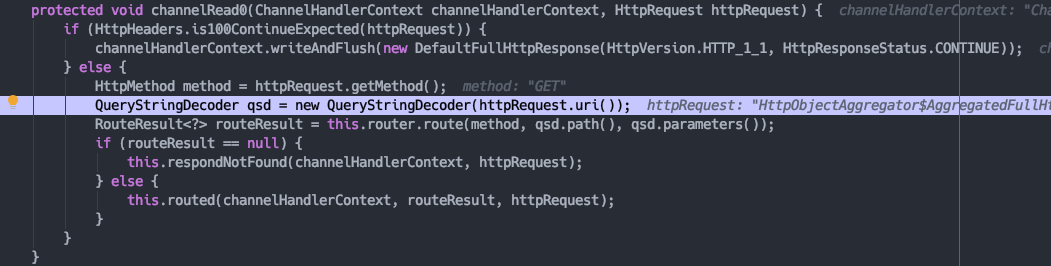 protected void channelRead0(ChannelHandlerContext channelHandlerContext, HttpRequest httpRequest) {  channelHandlerContext: "Cha
    if (HttpHeaders.is100ContinueExpected(httpRequest)) {
        channelHandlerContext.writeAndFlush(new DefaultFullHttpResponse(HttpVersion.HTTP_1_1, HttpResponseStatus.CONTINUE));  ch
    } else {
        HttpMethod method = httpRequest.getMethod();  method: "GET"
        QueryStringDecoder qsd = new QueryStringDecoder(httpRequest.uri());  httpRequest: "HttpObjectAggregator$AggregatedFullHt
        RouteResult<?> routeResult = this.router.route(method, qsd.path(), qsd.parameters());
        if (routeResult == null) {
            this.respondNotFound(channelHandlerContext, httpRequest);
        } else {
            this.routed(channelHandlerContext, routeResult, httpRequest);
        }
    }
}